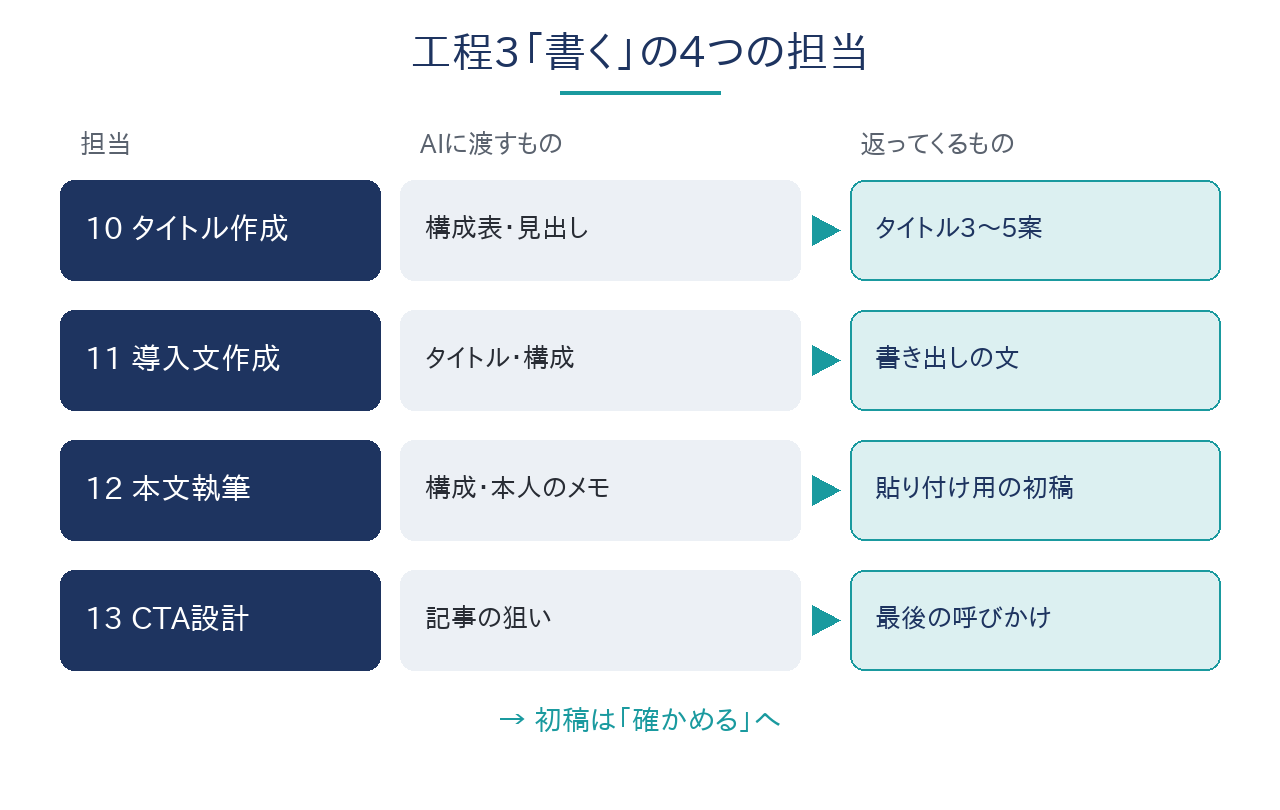 工程3「書く」の4つの担当
担当 AIに渡すもの 返ってくるもの
10 タイトル作成 構成表・見出し タイトル3〜5案
11 導入文作成 タイトル・構成 書き出しの文
12 本文執筆 構成・本人のメモ 貼り付け用の初稿
13 CTA設計 記事の狙い 最後の呼びかけ
→ 初稿は「確かめる」へ